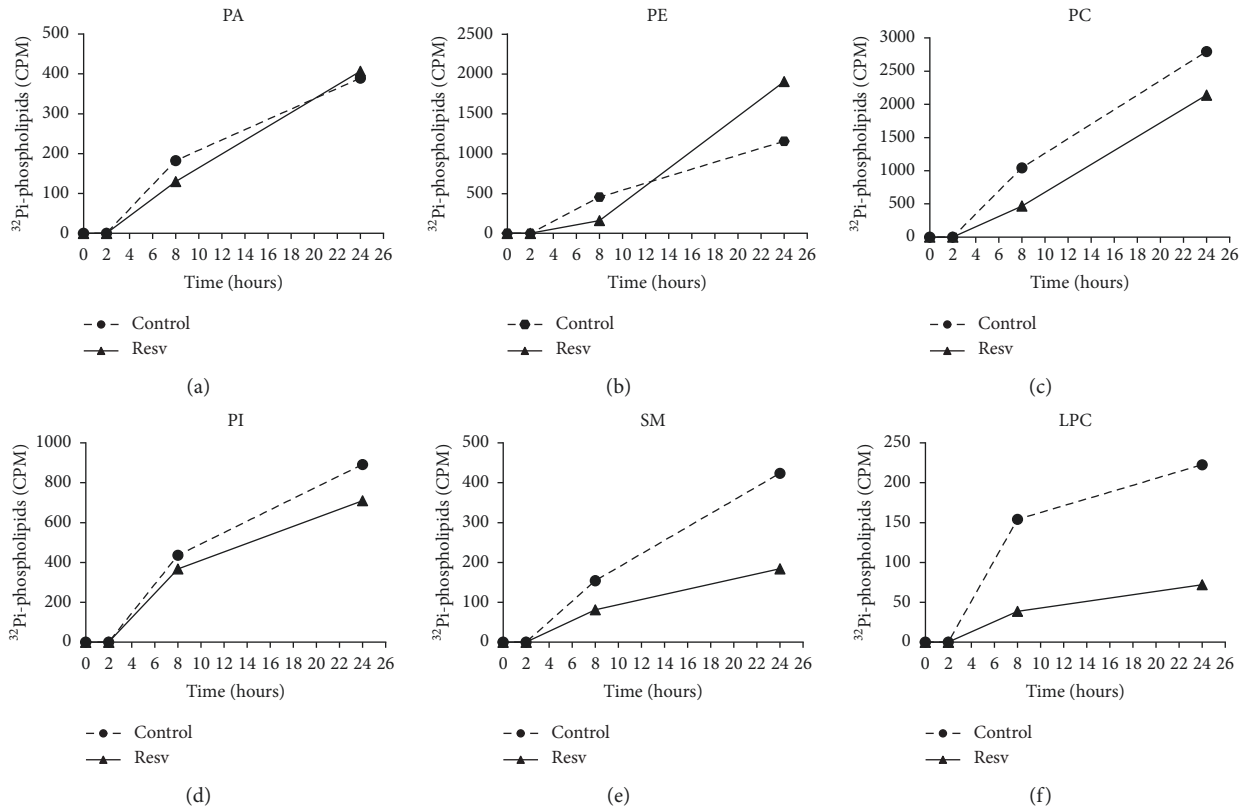 PA
500
400
300
200
100
0
³²Pi-phospholipids (CPM)
0 2 4 6 8 10 12 14 16 18 20 22 24 26
Time (hours)
Control
Resv
(a)
PE
2500
2000
1500
1000
500
0
³²Pi-phospholipids (CPM)
0 2 4 6 8 10 12 14 16 18 20 22 24 26
Time (hours)
Control
Resv
(b)
PC
3000
2500
2000
1500
1000
500
0
³²Pi-phospholipids (CPM)
0 2 4 6 8 10 12 14 16 18 20 22 24 26
Time (hours)
Control
Resv
(c)
PI
1000
800
600
400
200
0
³²Pi-phospholipids (CPM)
0 2 4 6 8 10 12 14 16 18 20 22 24 26
Time (hours)
Control
Resv
(d)
SM
500
400
300
200
100
0
³²Pi-phospholipids (CPM)
0 2 4 6 8 10 12 14 16 18 20 22 24 26
Time (hours)
Control
Resv
(e)
LPC
250
200
150
100
50
0
³²Pi-phospholipids (CPM)
0 2 4 6 8 10 12 14 16 18 20 22 24 26
Time (hours)
Control
Resv
(f)